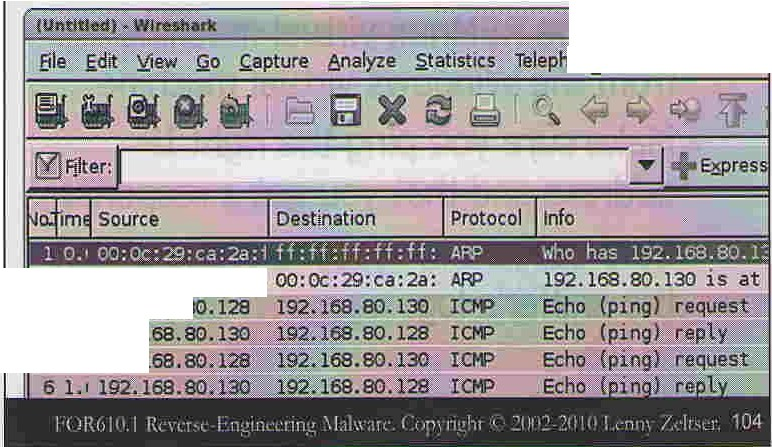 (Untitled) - Wireshark
File Edit View Go Capture Analyze Statistics Teleph
Filter: Express
No. Time Source Destination Protocol Info
1 0. 00:0c:29:ca:2a:f ff:ff:ff:ff:ff: ARP Who has 192.168.80.13
00:0c:29:ca:2a: ARP 192.168.80.130 is at
0.128 192.168.80.130 ICMP Echo (ping) request
68.80.130 192.168.80.128 ICMP Echo (ping) reply
68.80.128 192.168.80.130 ICMP Echo (ping) request
6 1. 192.168.80.130 192.168.80.128 ICMP Echo (ping) reply
FOR610.1 Reverse-Engineering Malware. Copyright © 2002-2010 Lenny Zeltser. 104